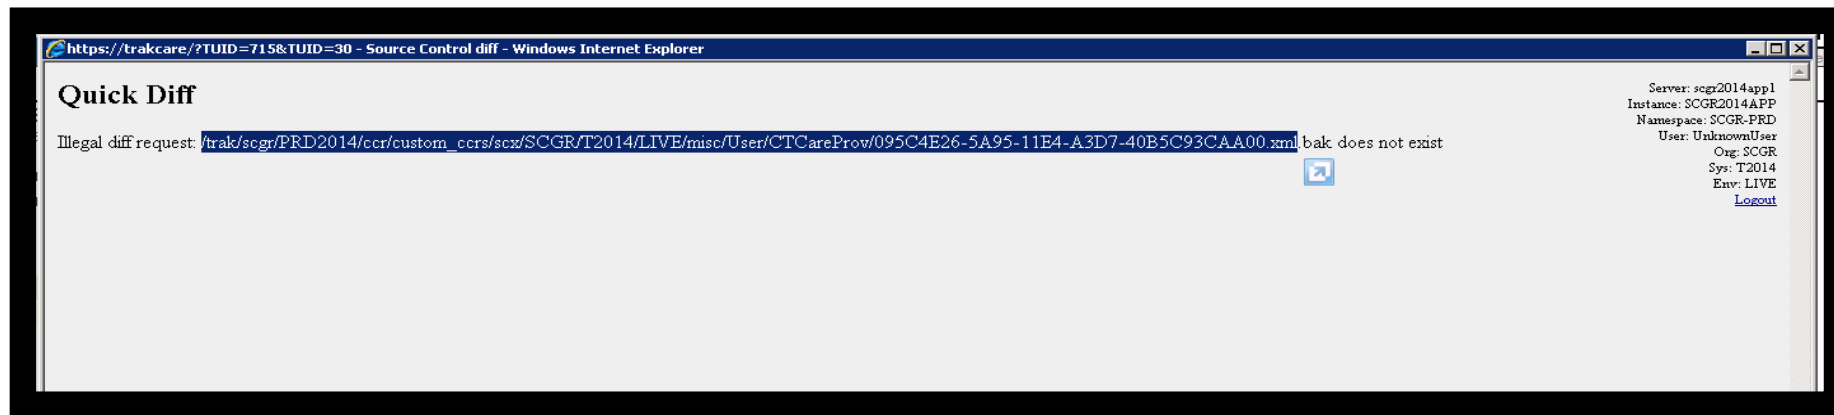 https://trakcare/?TUID=715&TUID=30 - Source Control diff - Windows Internet Explorer
Quick Diff
Illegal diff request: /trak/scgr/PRD2014/ccr/custom_ccrs/scx/SCGR/T2014/LIVE/misc/User/CTCareProv/095C4E26-5A95-11E4-A3D7-40B5C93CAA00.xml.bak does not exist
Server: scgr2014app1
Instance: SCGR2014APP
Namespace: SCGR-PRD
User: UnknownUser
Org: SCGR
Sys: T2014
Env: LIVE
Logout